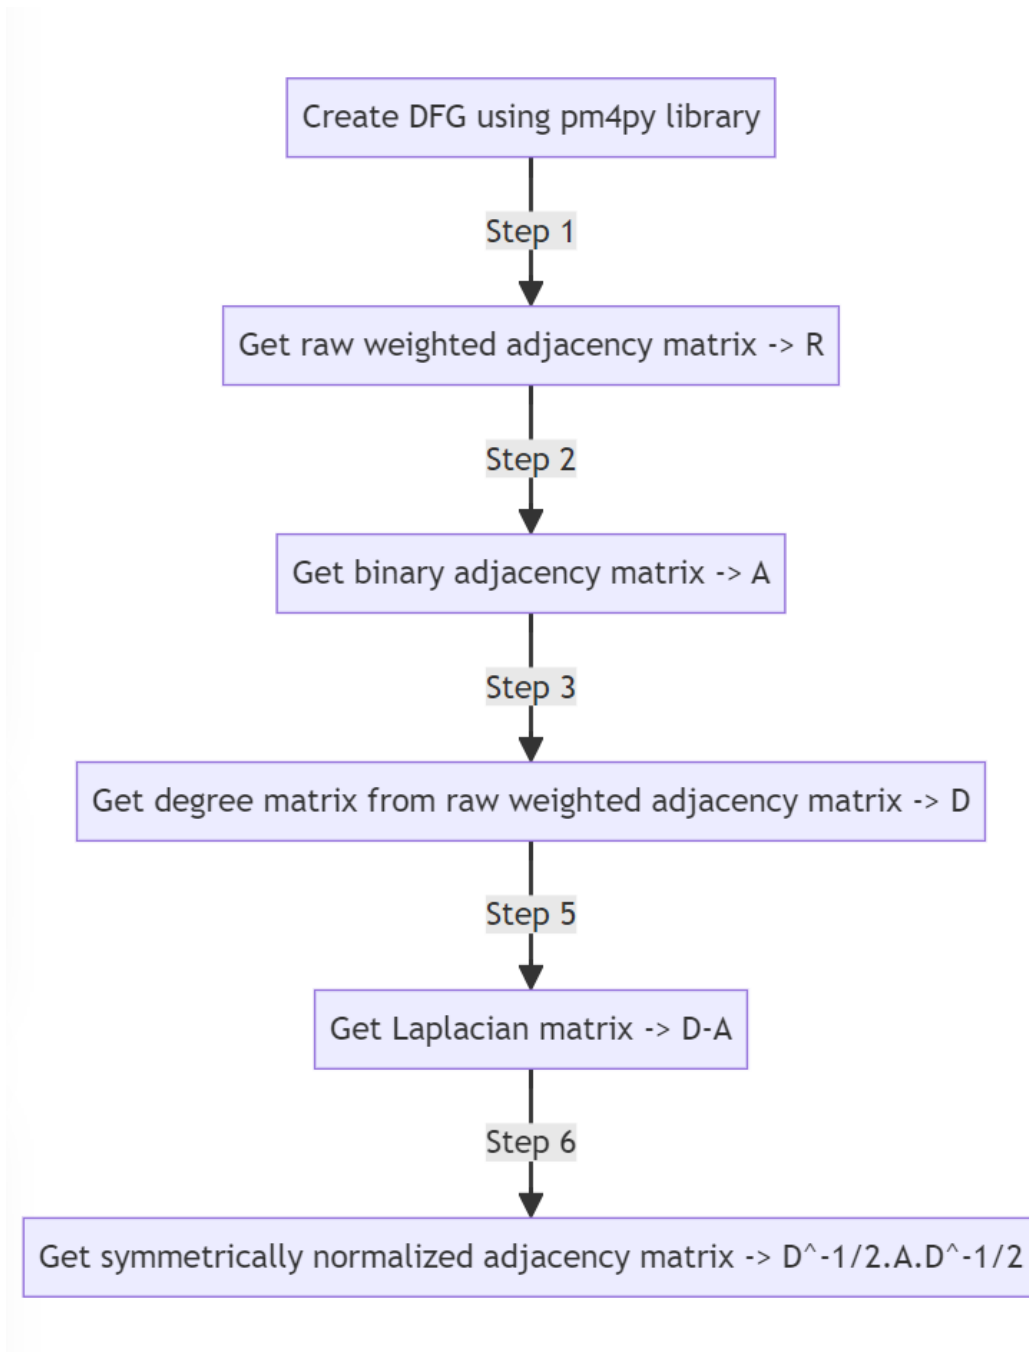 Create DFG using pm4py library
Step 1
Get raw weighted adjacency matrix -> R
Step 2
Get binary adjacency matrix -> A
Step 3
Get degree matrix from raw weighted adjacency matrix -> D
Step 5
Get Laplacian matrix -> D-A
Step 6
Get symmetrically normalized adjacency matrix -> D^-1/2.A.D^-1/2